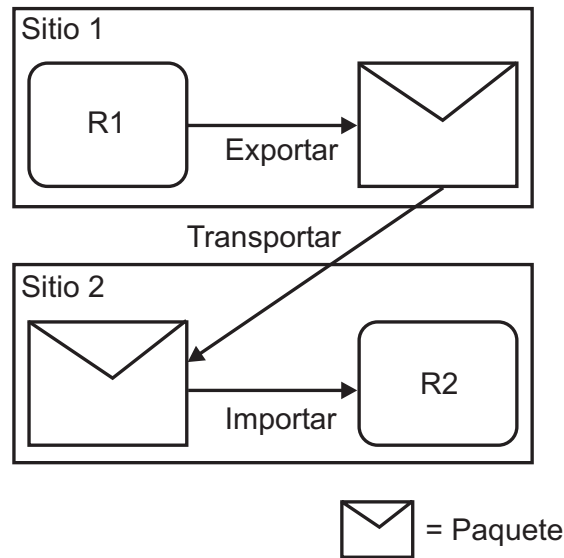 Sitio 1
R1
Exportar
Transportar
Sitio 2
Importar
R2
= Paquete